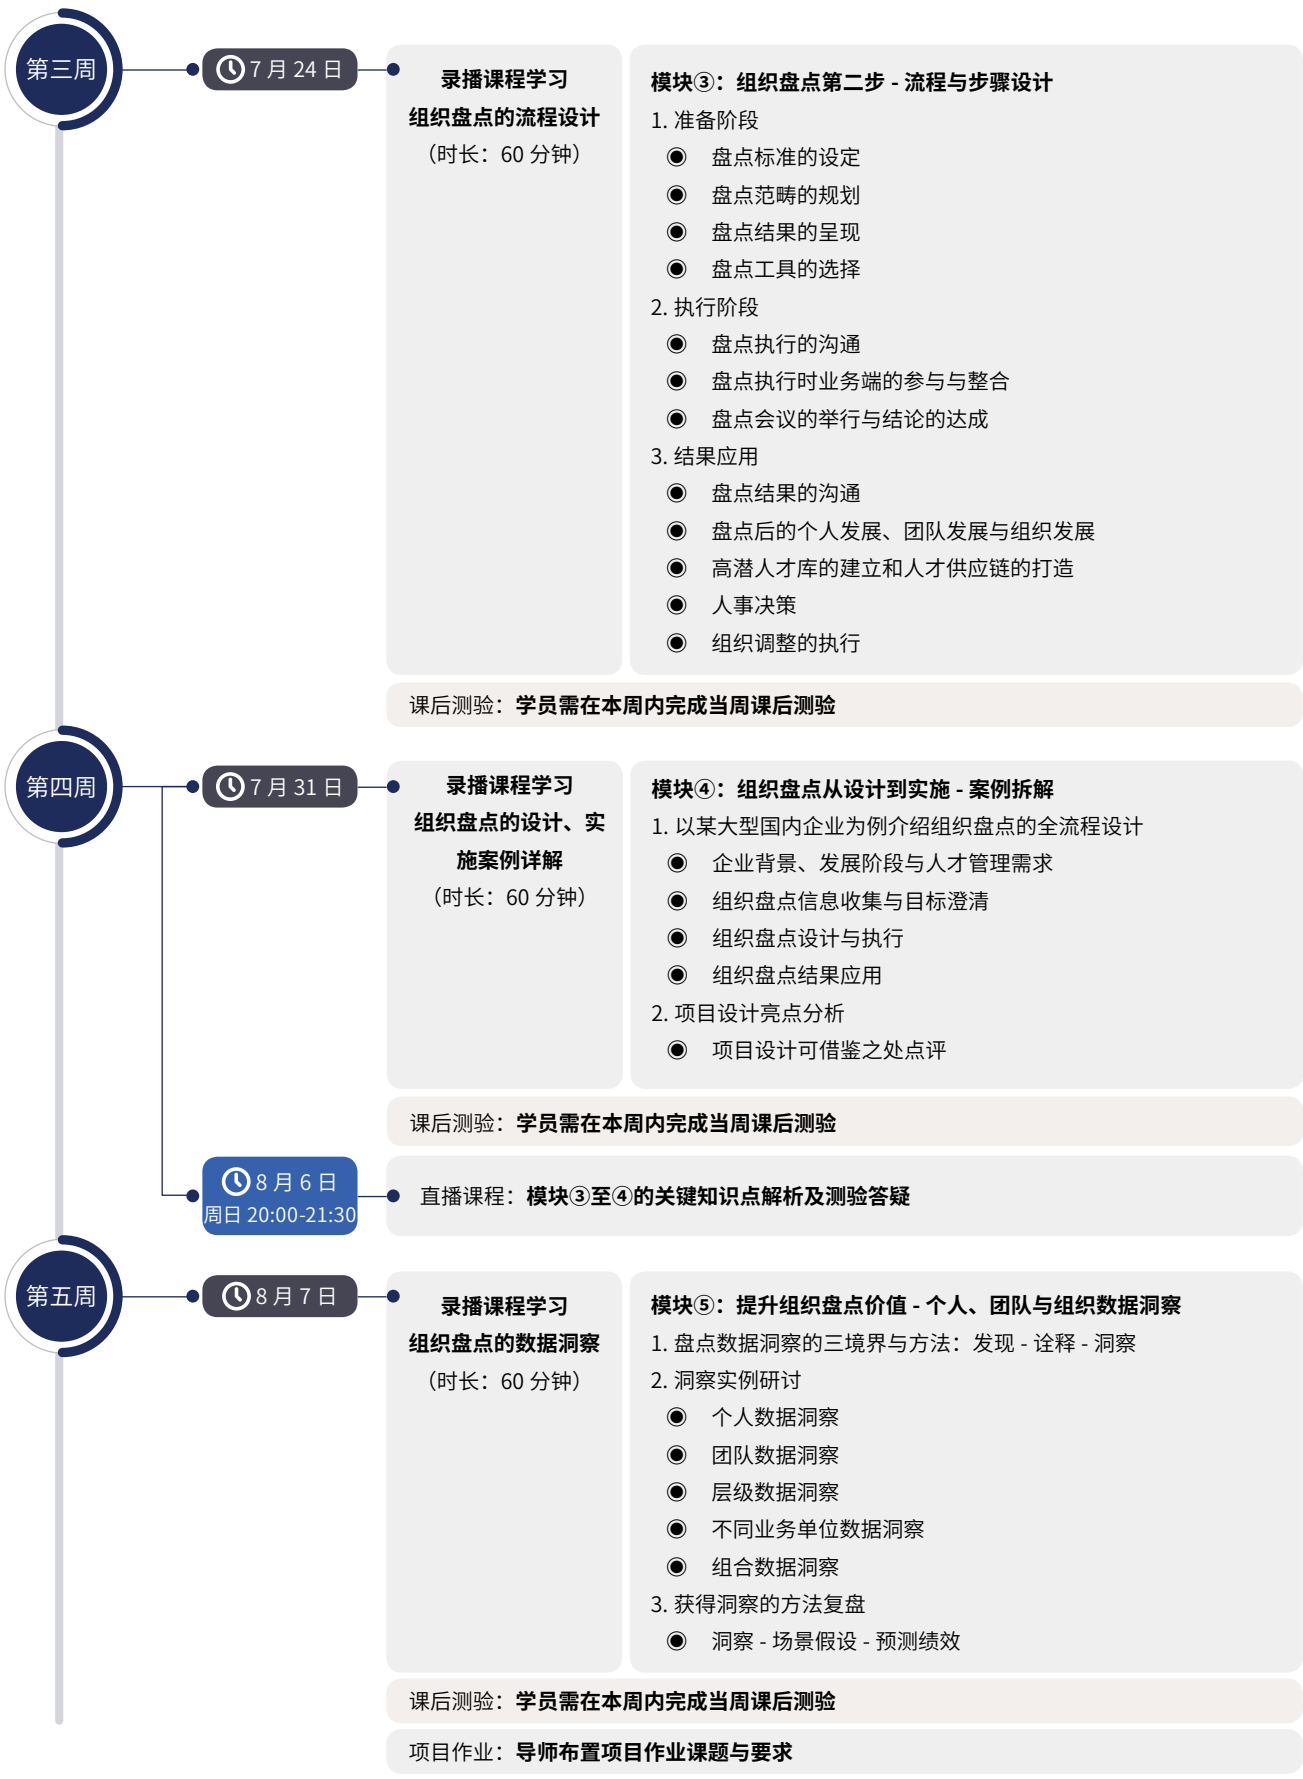 第三周
7 月 24 日
录播课程学习
组织盘点的流程设计
（时长：60 分钟）
模块③：组织盘点第二步 - 流程与步骤设计
1. 准备阶段
◉ 盘点标准的设定
◉ 盘点范畴的规划
◉ 盘点结果的呈现
◉ 盘点工具的选择
2. 执行阶段
◉ 盘点执行的沟通
◉ 盘点执行时业务端的参与与整合
◉ 盘点会议的举行与结论的达成
3. 结果应用
◉ 盘点结果的沟通
◉ 盘点后的个人发展、团队发展与组织发展
◉ 高潜人才库的建立和人才供应链的打造
◉ 人事决策
◉ 组织调整的执行
课后测验：学员需在本周内完成当周课后测验
第四周
7 月 31 日
录播课程学习
组织盘点的设计、实
施案例详解
（时长：60 分钟）
模块④：组织盘点从设计到实施 - 案例拆解
1. 以某大型国内企业为例介绍组织盘点的全流程设计
◉ 企业背景、发展阶段与人才管理需求
◉ 组织盘点信息收集与目标澄清
◉ 组织盘点设计与执行
◉ 组织盘点结果应用
2. 项目设计亮点分析
◉ 项目设计可借鉴之处点评
课后测验：学员需在本周内完成当周课后测验
8 月 6 日
周日 20:00-21:30
直播课程：模块③至④的关键知识点解析及测验答疑
第五周
8 月 7 日
录播课程学习
组织盘点的数据洞察
（时长：60 分钟）
模块⑤：提升组织盘点价值 - 个人、团队与组织数据洞察
1. 盘点数据洞察的三境界与方法：发现 - 诠释 - 洞察
2. 洞察实例研讨
◉ 个人数据洞察
◉ 团队数据洞察
◉ 层级数据洞察
◉ 不同业务单位数据洞察
◉ 组合数据洞察
3. 获得洞察的方法复盘
◉ 洞察 - 场景假设 - 预测绩效
课后测验：学员需在本周内完成当周课后测验
项目作业：导师布置项目作业课题与要求